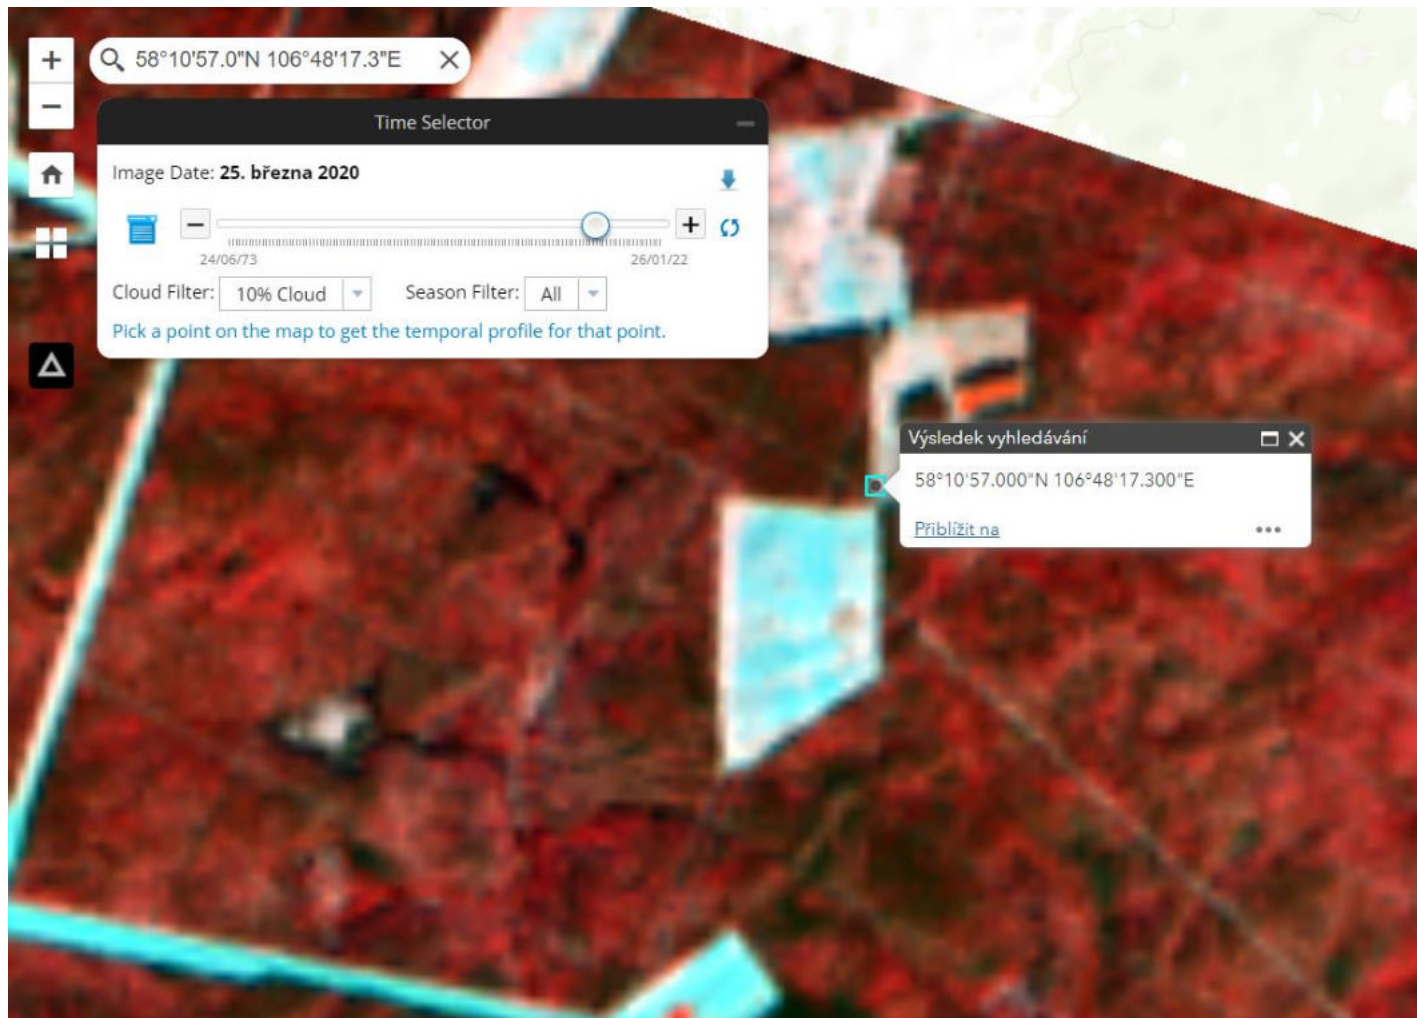 58°10'57.0"N 106°48'17.3"E
Time Selector
Image Date: 25. března 2020
24/06/73
26/01/22
Cloud Filter: 10% Cloud Season Filter: All
Pick a point on the map to get the temporal profile for that point.
Výsledek vyhledávání
58°10'57.000"N 106°48'17.300"E
Přiblížit na